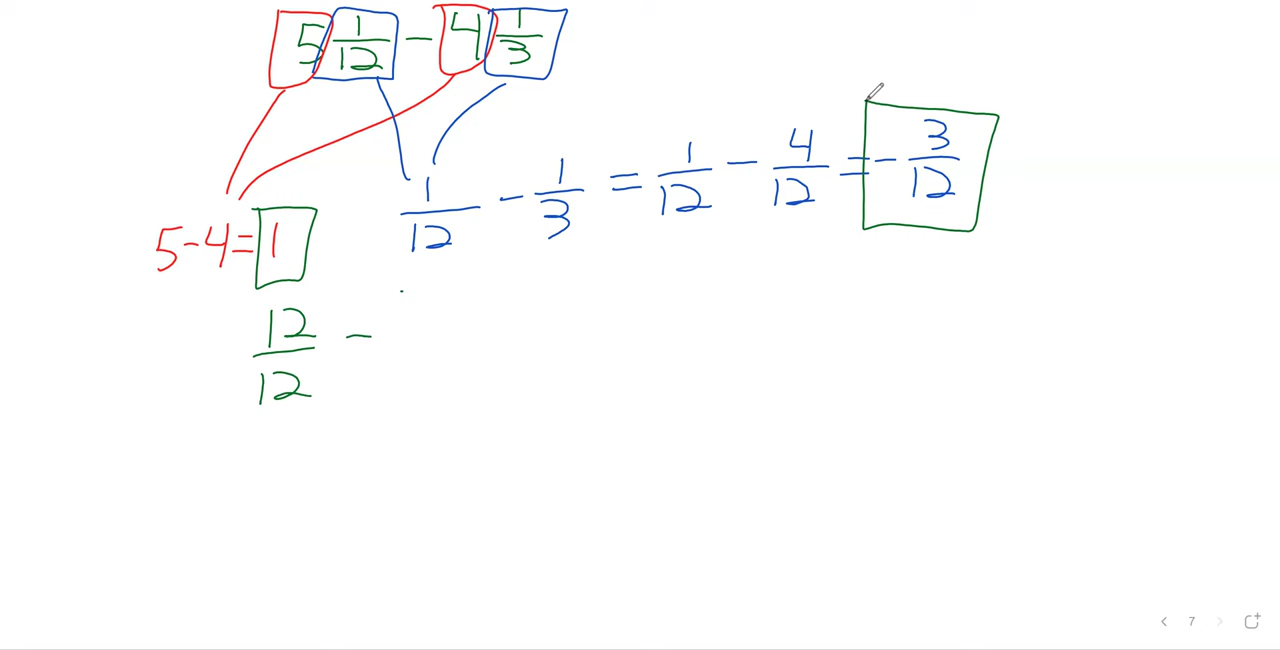 5 1/12 - 4 1/3
1/12 - 1/3 = 1/12 - 4/12 = - 3/12
5-4=1
12/12 -
< 7 >